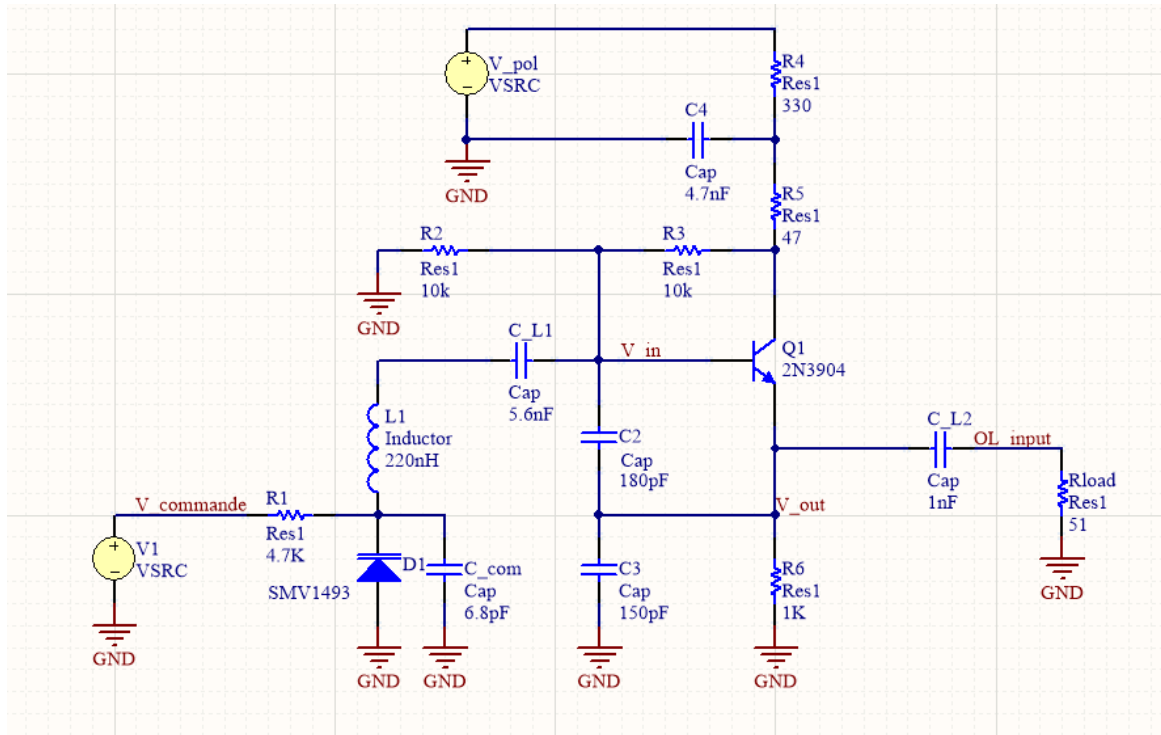 V_pol
VSRC
R4
Res1
330
C4
Cap
4.7nF
GND
R5
Res1
47
R2
Res1
10k
R3
Res1
10k
GND
C_L1
Cap
5.6nF
V_in
Q1
2N3904
L1
Inductor
220nH
C2
Cap
180pF
C_L2
Cap
1nF
OL_input
Rload
Res1
51
GND
V_commande
R1
Res1
4.7K
V1
VSRC
GND
D1
SMV1493
C_com
Cap
6.8pF
V_out
C3
Cap
150pF
R6
Res1
1K
GND
GND
GND
GND